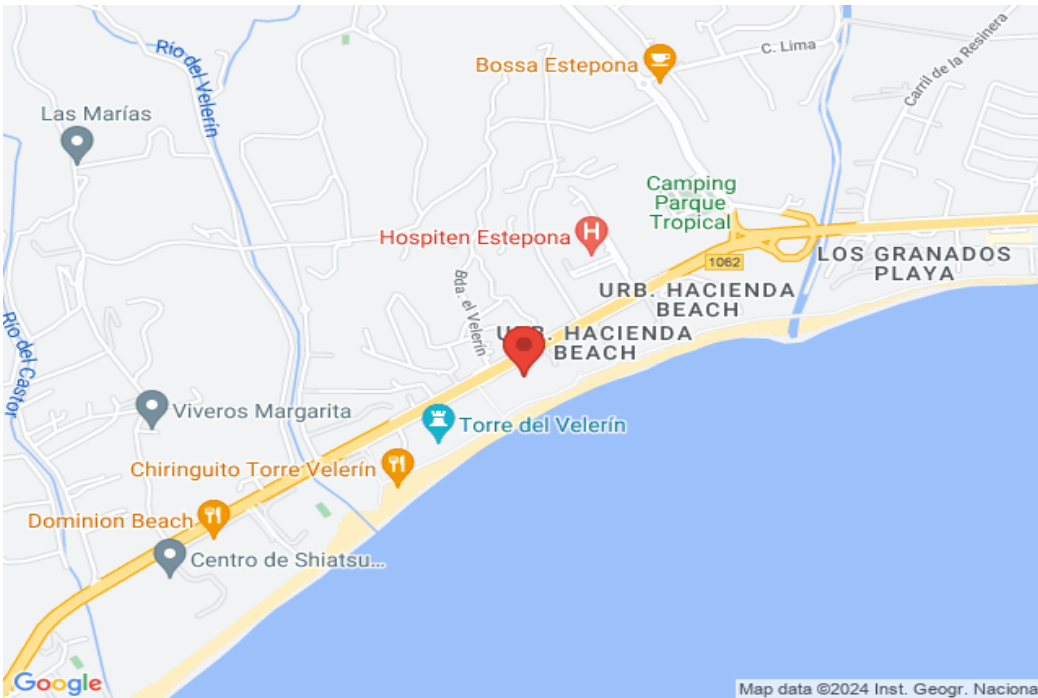 Bossa Estepona
C. Lima
Carril de la Resinera
Río del Velerín
Las Marías
Camping
Parque
Tropical
Hospiten Estepona
H
1062
LOS GRANADOS
PLAYA
URB. HACIENDA
BEACH
Bda. el Velerín
URB. HACIENDA
BEACH
Río del Castor
Viveros Margarita
Torre del Velerín
Chiringuito Torre Velerín
Dominion Beach
Centro de Shiatsu...
Google
Map data ©2024 Inst. Geogr. Naciona